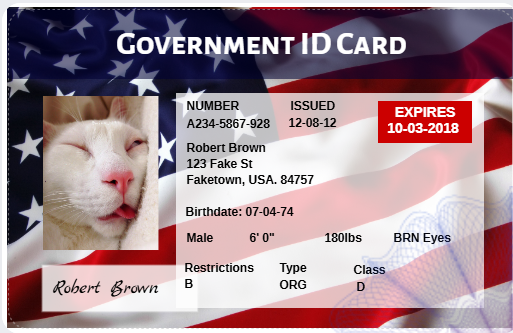 GOVERNMENT ID CARD
NUMBER ISSUED
A234-5867-928 12-08-12
EXPIRES
10-03-2018
Robert Brown
123 Fake St
Faketown, USA. 84757
Birthdate: 07-04-74
Male 6' 0" 180lbs BRN Eyes
Restrictions Type Class
B ORG D
Robert Brown